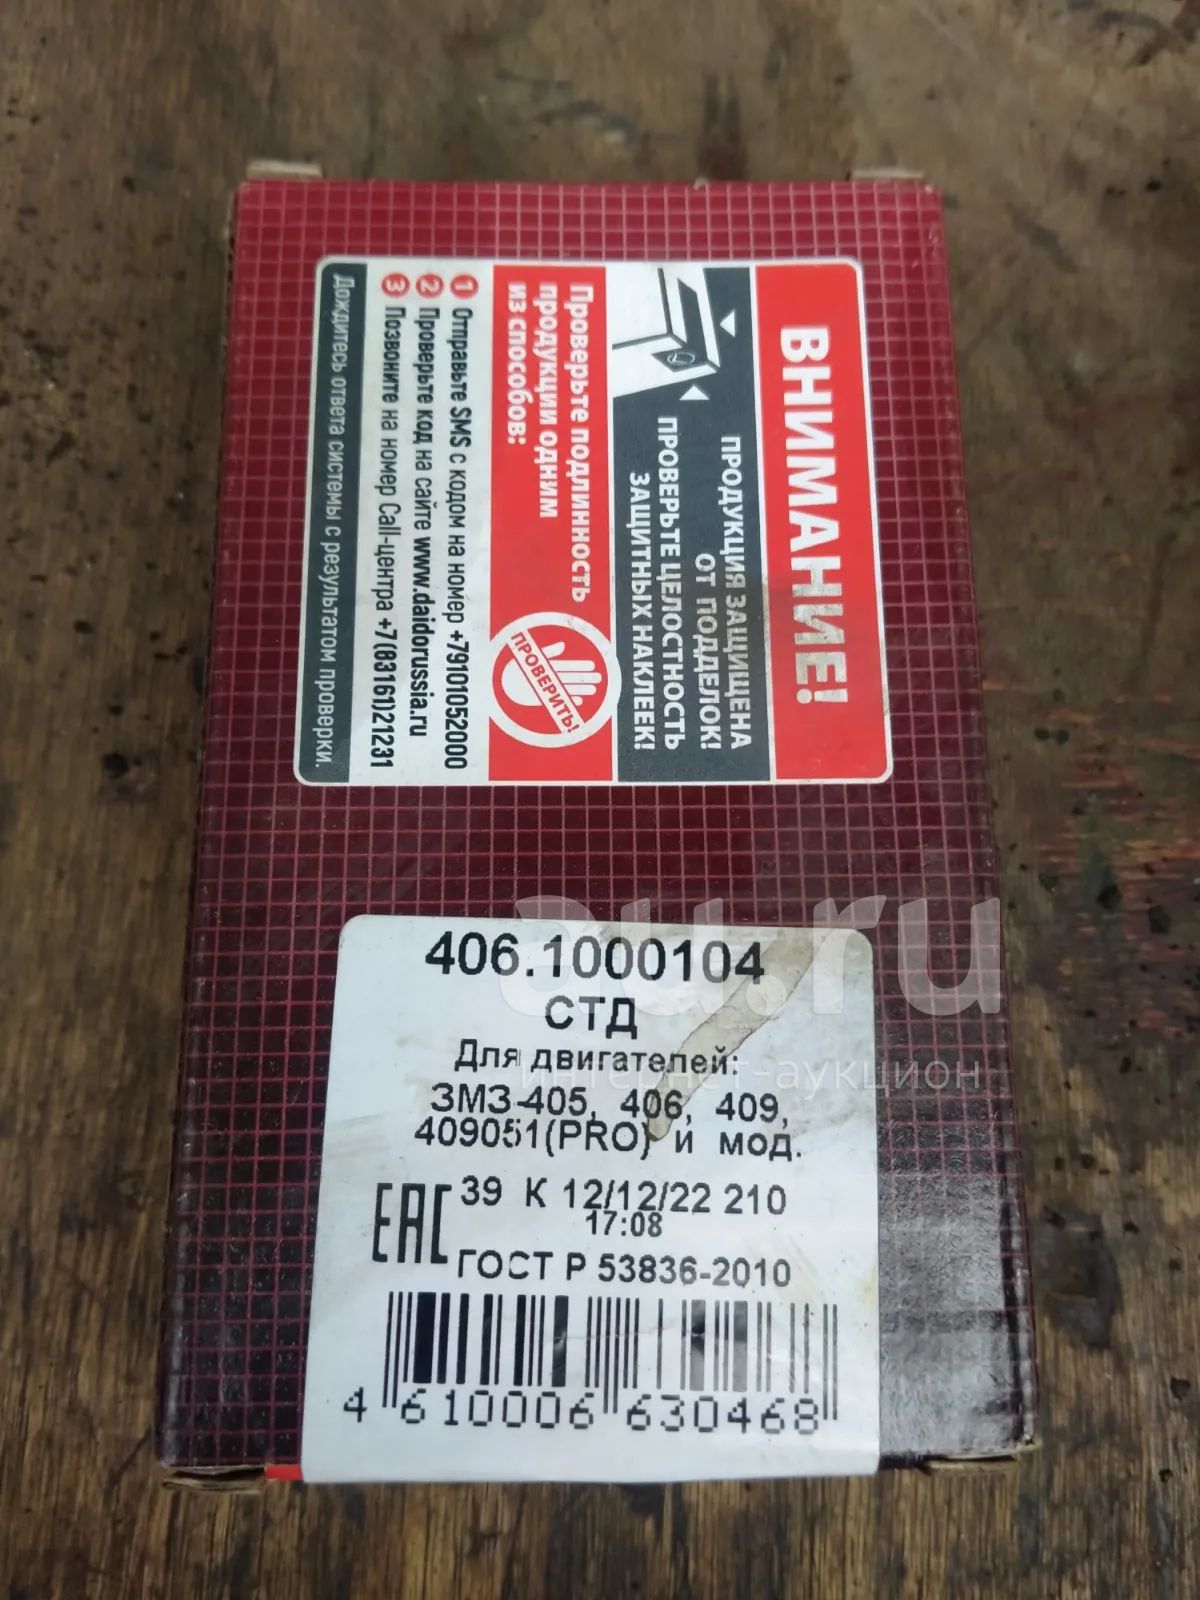 ВНИМАНИЕ!
ПРОДУКЦИЯ ЗАЩИЩЕНА
ОТ ПОДДЕЛОК!
ПРОВЕРЬТЕ ЦЕЛОСТНОСТЬ
ЗАЩИТНЫХ НАКЛЕЕК!
Проверьте подлинность
продукции одним
из способов:
ПРОВЕРИТЬ!
1 Отправьте SMS с кодом на номер +79101052000
2 Проверьте код на сайте www.daidorussia.ru
3 Позвоните на номер Call-центра +7(83161)21231
Дождитесь ответа системы с результатом проверки.
au.ru
интернет-аукцион
406.1000104
СТД
Для двигателей:
ЗМЗ-405, 406, 409,
409051(PRO) и мод.
EAC
39 К 12/12/22 210
17:08
ГОСТ Р 53836-2010
4 610006 630468